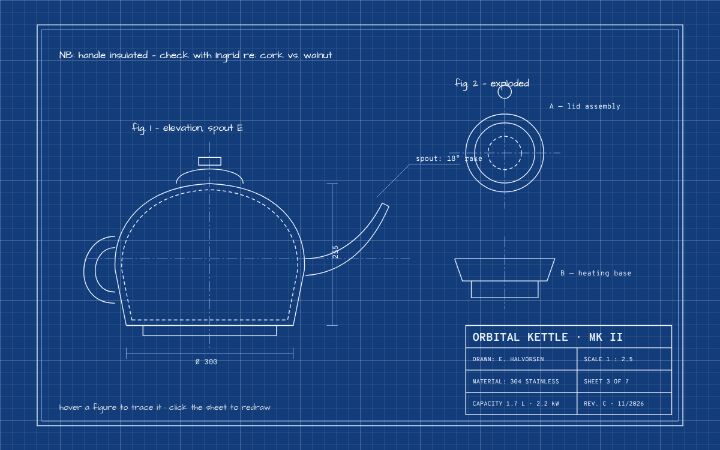 NB: handle insulated - check with Ingrid re: cork vs. walnut
fig. 2 - exploded
A — lid assembly
fig. 1 - elevation, spout E
spout: 18° rake
B — heating base
ORBITAL KETTLE · MK II
DRAWN: E. HALVORSEN
SCALE 1 : 2.5
MATERIAL: 304 STAINLESS
SHEET 3 OF 7
Ø 300
CAPACITY 1.7 L · 2.2 KW
REV. C · 11/2026
hover a figure to trace it · click the sheet to redraw